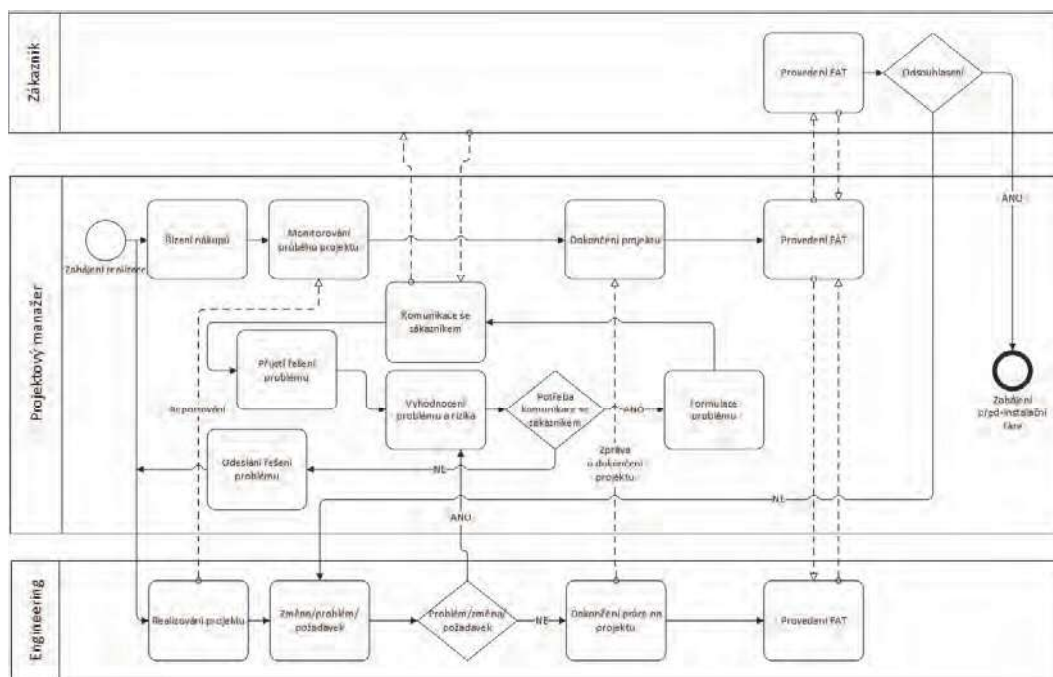 Zákazník
Provedení FAT
Odsouhlasení
ANO
NE
Projektový manažer
Zahájení realizace
Řízení nákupů
Monitorování
průběhu projektu
Dokončení projektu
Provedení FAT
Komunikace se
zákazníkem
Přijetí řešení
problému
Vyhodnocení
problému a rizika
Potřeba
komunikace se
zákazníkem
ANO
Formulace
problému
Reportování
Odeslání řešení
problému
NE
Zpráva
o dokončení
projektu
NE
ANO
Zahájení
fáze
Engineering
Realizování projektu
Změna/problém/
požadavek
Problém/změna/
požadavek
Dokončení práce na
projektu
Provedení FAT